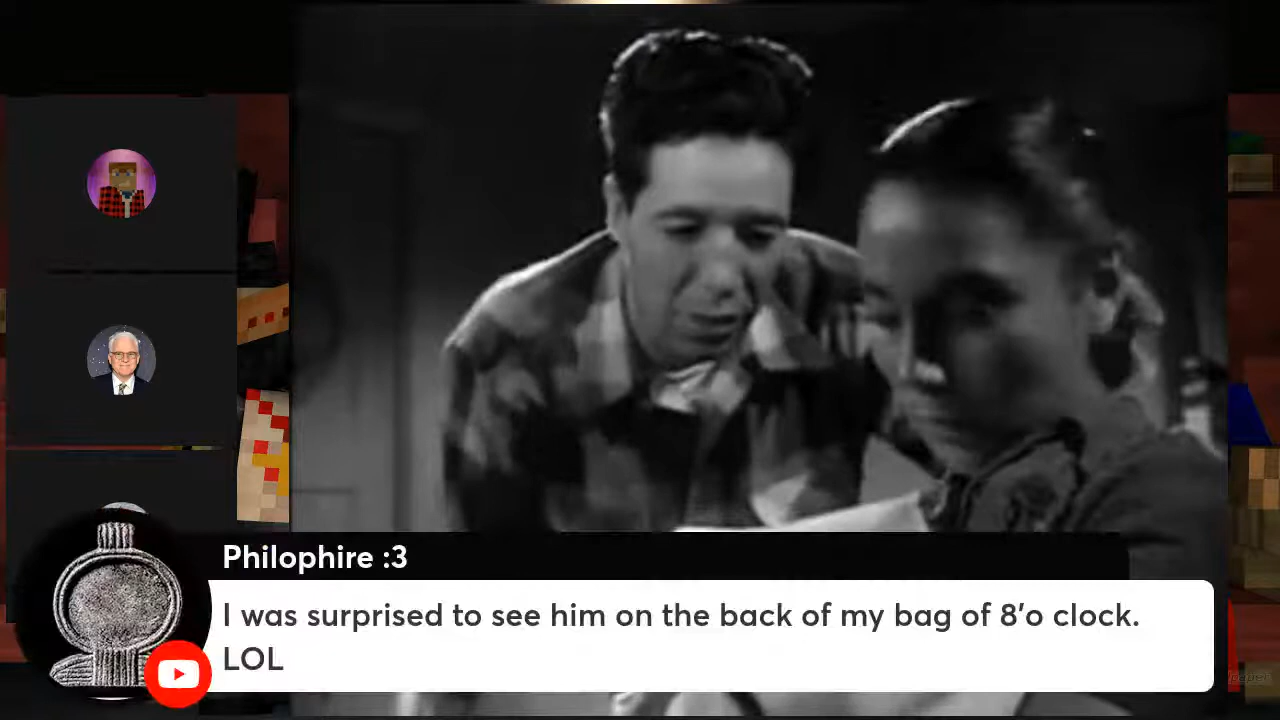 Philophire :3
I was surprised to see him on the back of my bag of 8'o clock.
LOL